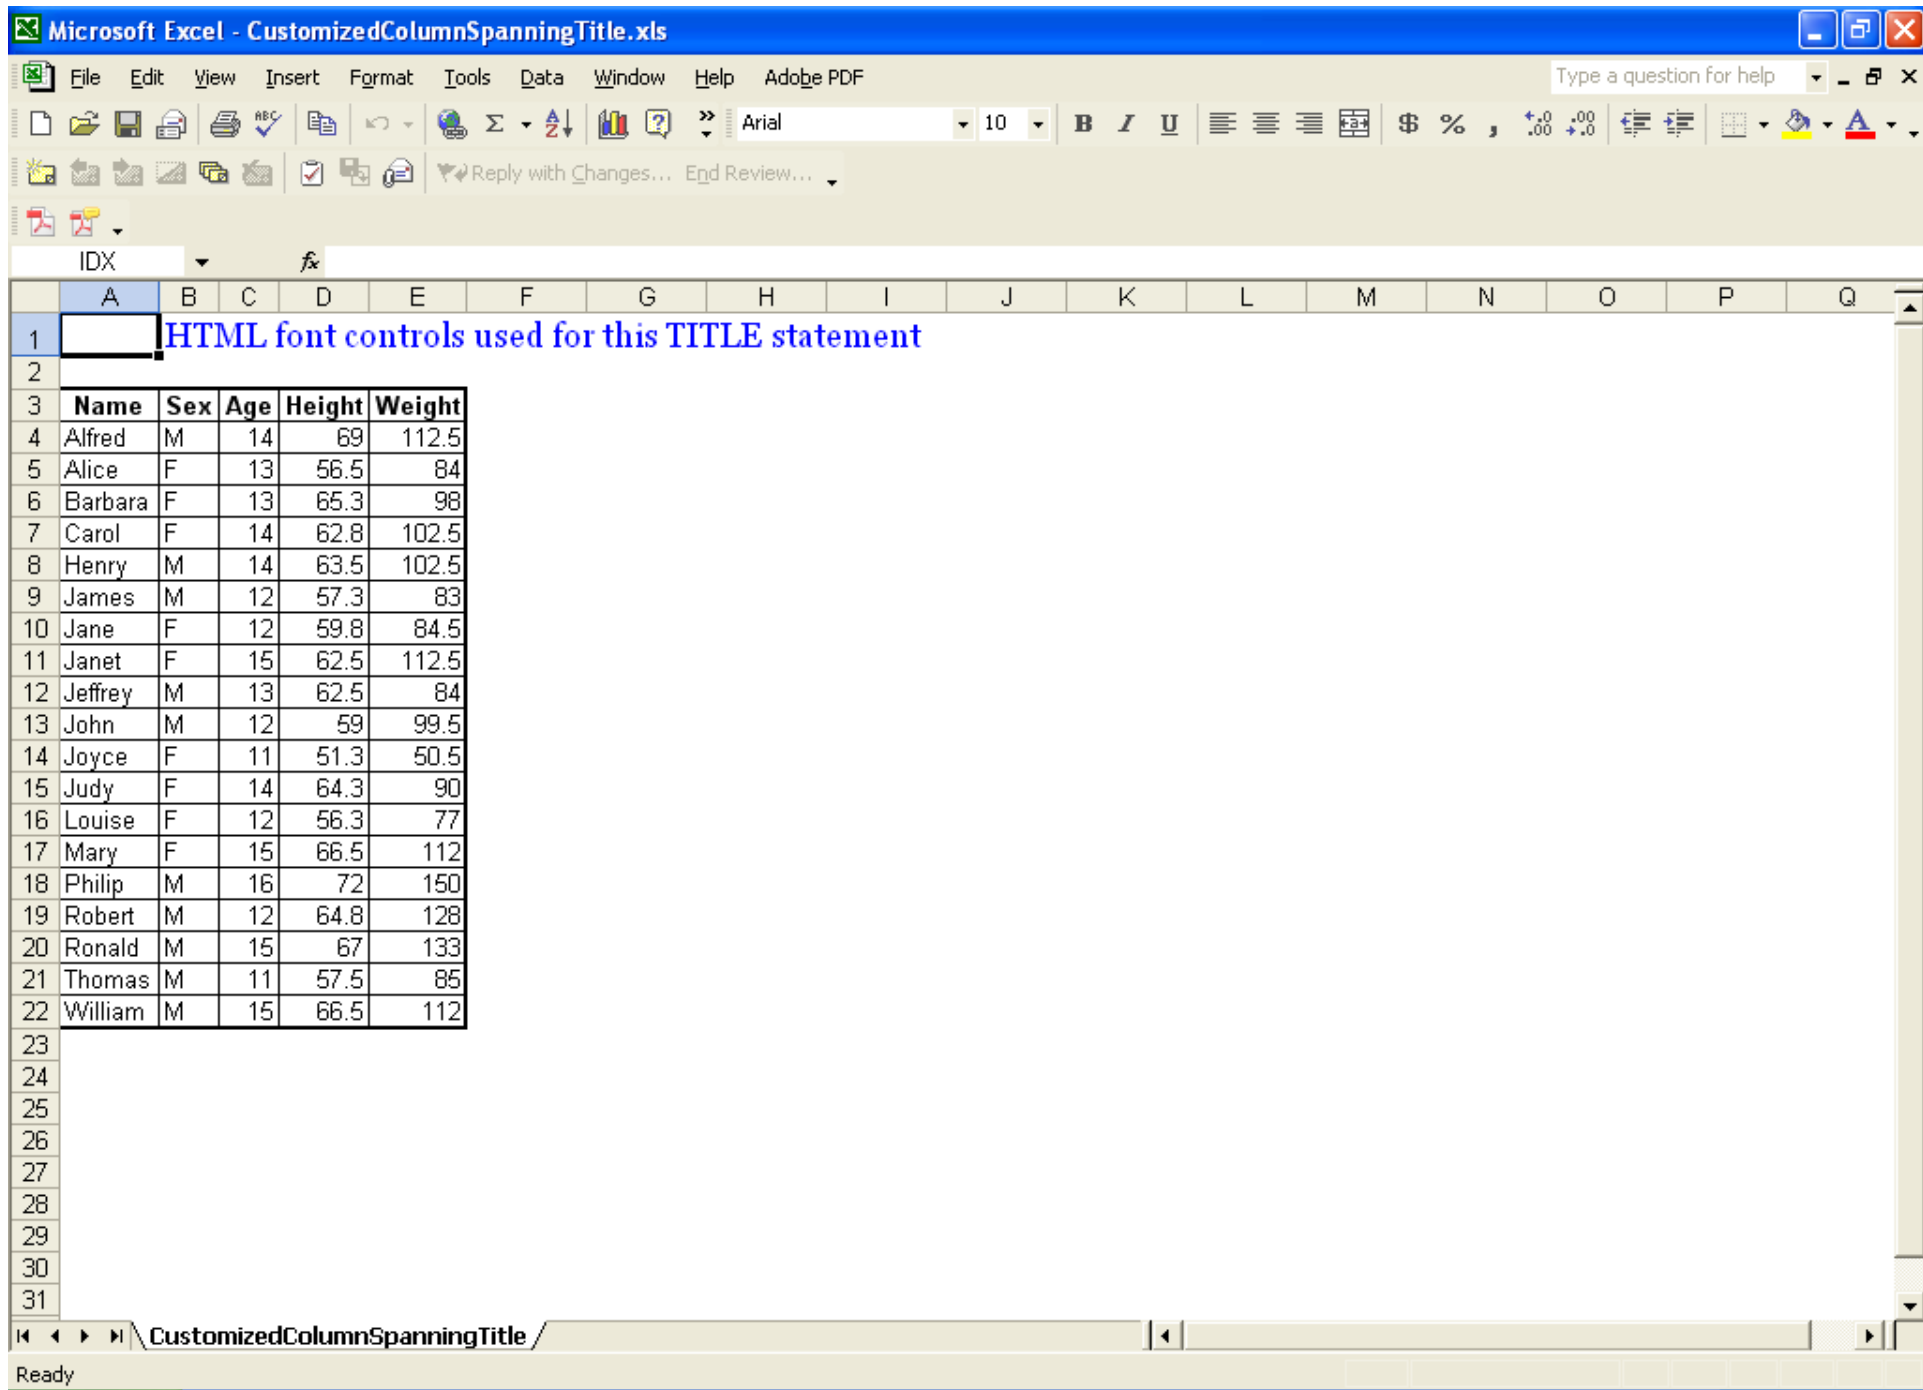 Microsoft Excel - CustomizedColumnSpanningTitle.xls
File Edit View Insert Format Tools Data Window Help Adobe PDF Type a question for help
ABC Σ A Z ? » Arial 10 B I U a $ % , .0 .00 .00 .0 A
Reply with Changes... End Review...
IDX fx
A B C D E F G H I J K L M N O P Q
1 HTML font controls used for this TITLE statement
2
3 Name Sex Age Height Weight
4 Alfred M 14 69 112.5
5 Alice F 13 56.5 84
6 Barbara F 13 65.3 98
7 Carol F 14 62.8 102.5
8 Henry M 14 63.5 102.5
9 James M 12 57.3 83
10 Jane F 12 59.8 84.5
11 Janet F 15 62.5 112.5
12 Jeffrey M 13 62.5 84
13 John M 12 59 99.5
14 Joyce F 11 51.3 50.5
15 Judy F 14 64.3 90
16 Louise F 12 56.3 77
17 Mary F 15 66.5 112
18 Philip M 16 72 150
19 Robert M 12 64.8 128
20 Ronald M 15 67 133
21 Thomas M 11 57.5 85
22 William M 15 66.5 112
23
24
25
26
27
28
29
30
31
CustomizedColumnSpanningTitle
Ready